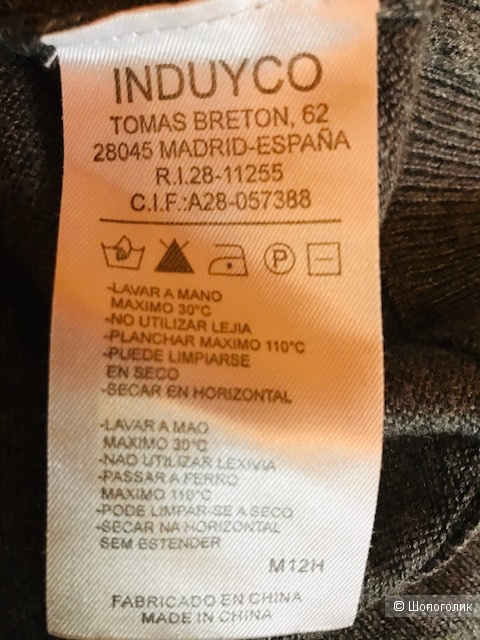 INDUYCO
TOMAS BRETON, 62
28045 MADRID-ESPAÑA
R.I.28-11255
C.I.F.:A28-057388
P
-LAVAR A MANO
MAXIMO 30°C
-NO UTILIZAR LEJIA
-PLANCHAR MAXIMO 110°C
-PUEDE LIMPIARSE
EN SECO
-SECAR EN HORIZONTAL
-LAVAR A MAO
MAXIMO 30°C
-NAO UTILIZAR LEXIVIA
-PASSAR A FERRO
MAXIMO 110°C
-PODE LIMPAR-SE A SECO
-SECAR NA HORIZONTAL
SEM ESTENDER
M12H
FABRICADO EN CHINA
MADE IN CHINA
© Шопоголик